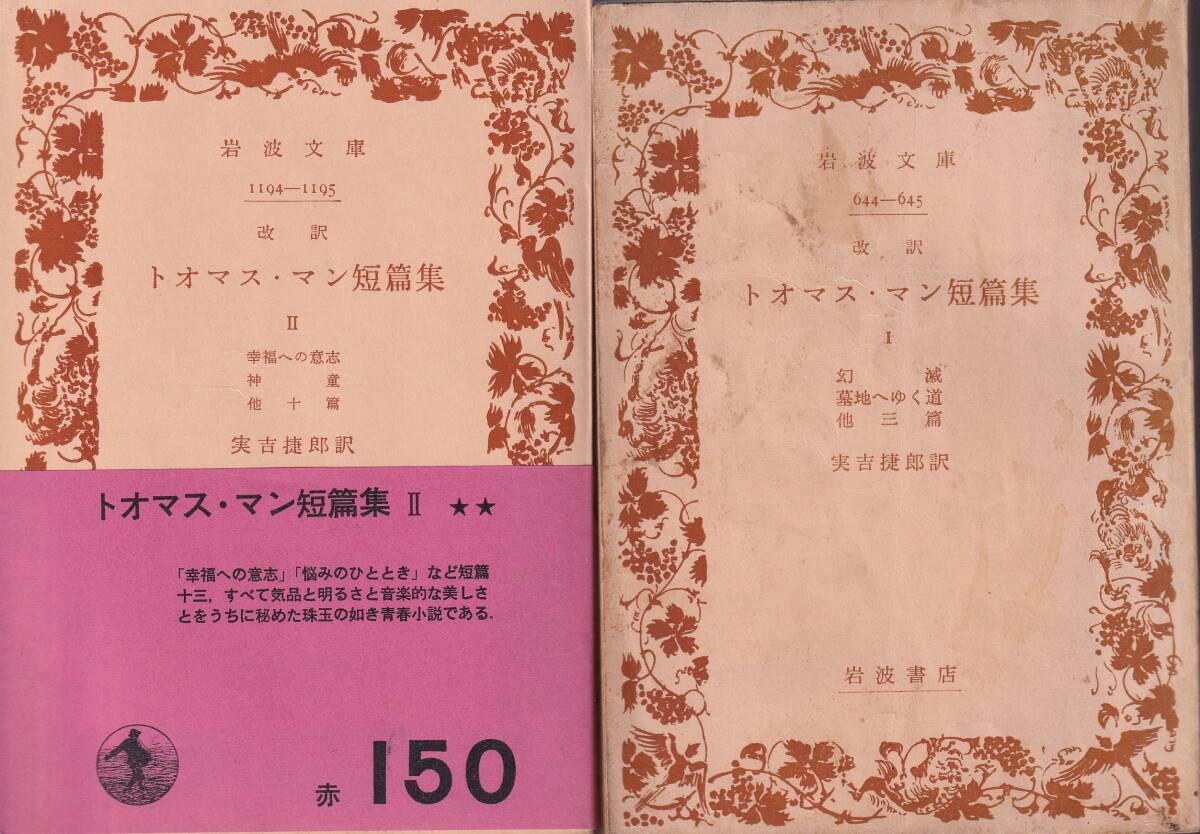 岩波文庫
1194—1195
改訳
トオマス・マン短篇集
II
幸福への意志
神童
他十篇
実吉捷郎訳
トオマス・マン短篇集 II ★★
「幸福への意志」「悩みのひととき」など短篇
十三，すべて気品と明るさと音楽的な美しさ
とをうちに秘めた珠玉の如き青春小説である．
赤 150
岩波文庫
644—645
改訳
トオマス・マン短篇集
I
幻滅
墓地へゆく道
他三篇
実吉捷郎訳
岩波書店